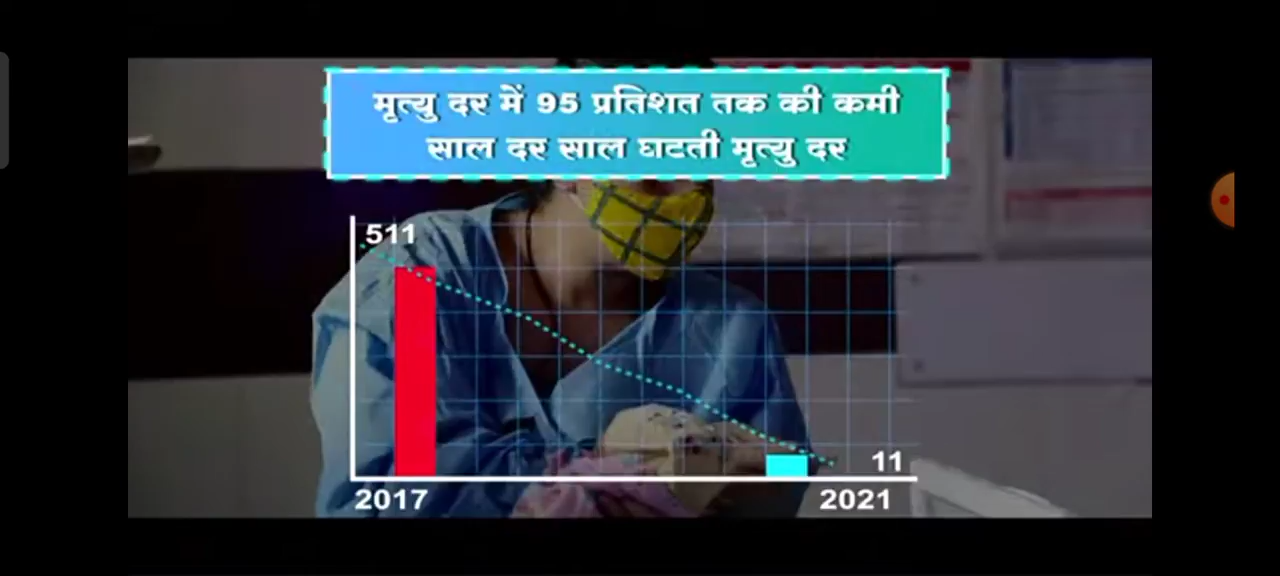 मृत्यु दर में 95 प्रतिशत तक की कमी
साल दर साल घटती मृत्यु दर
511
11
2017
2021